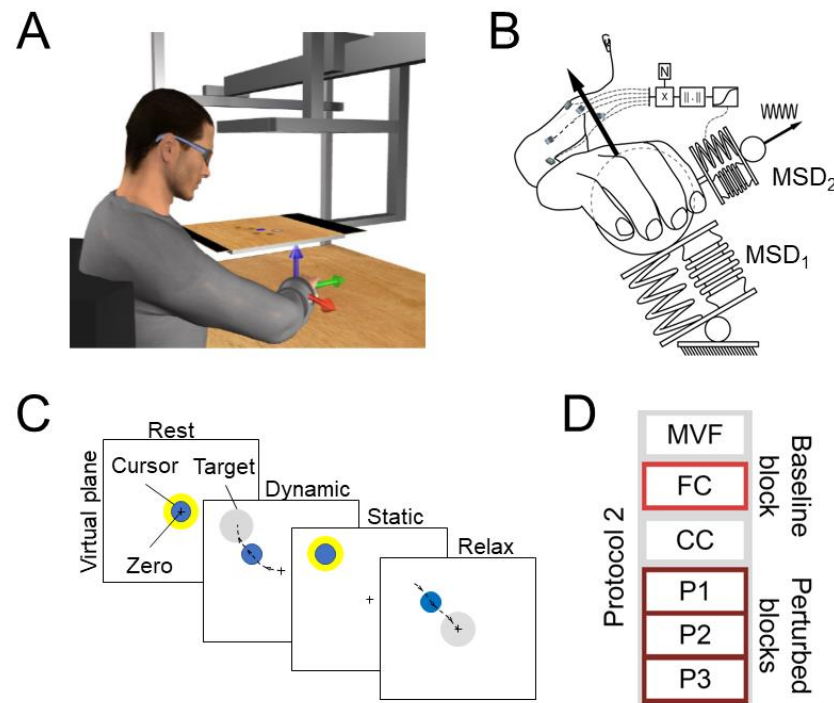 A
B
N
x
||.||
MSD₂
MSD₁
C
Rest
Cursor
Target
Virtual plane
Zero
Dynamic
Static
Relax
D
Protocol 2
MVF
FC
CC
P1
P2
P3
Baseline
block
Perturbed
blocks